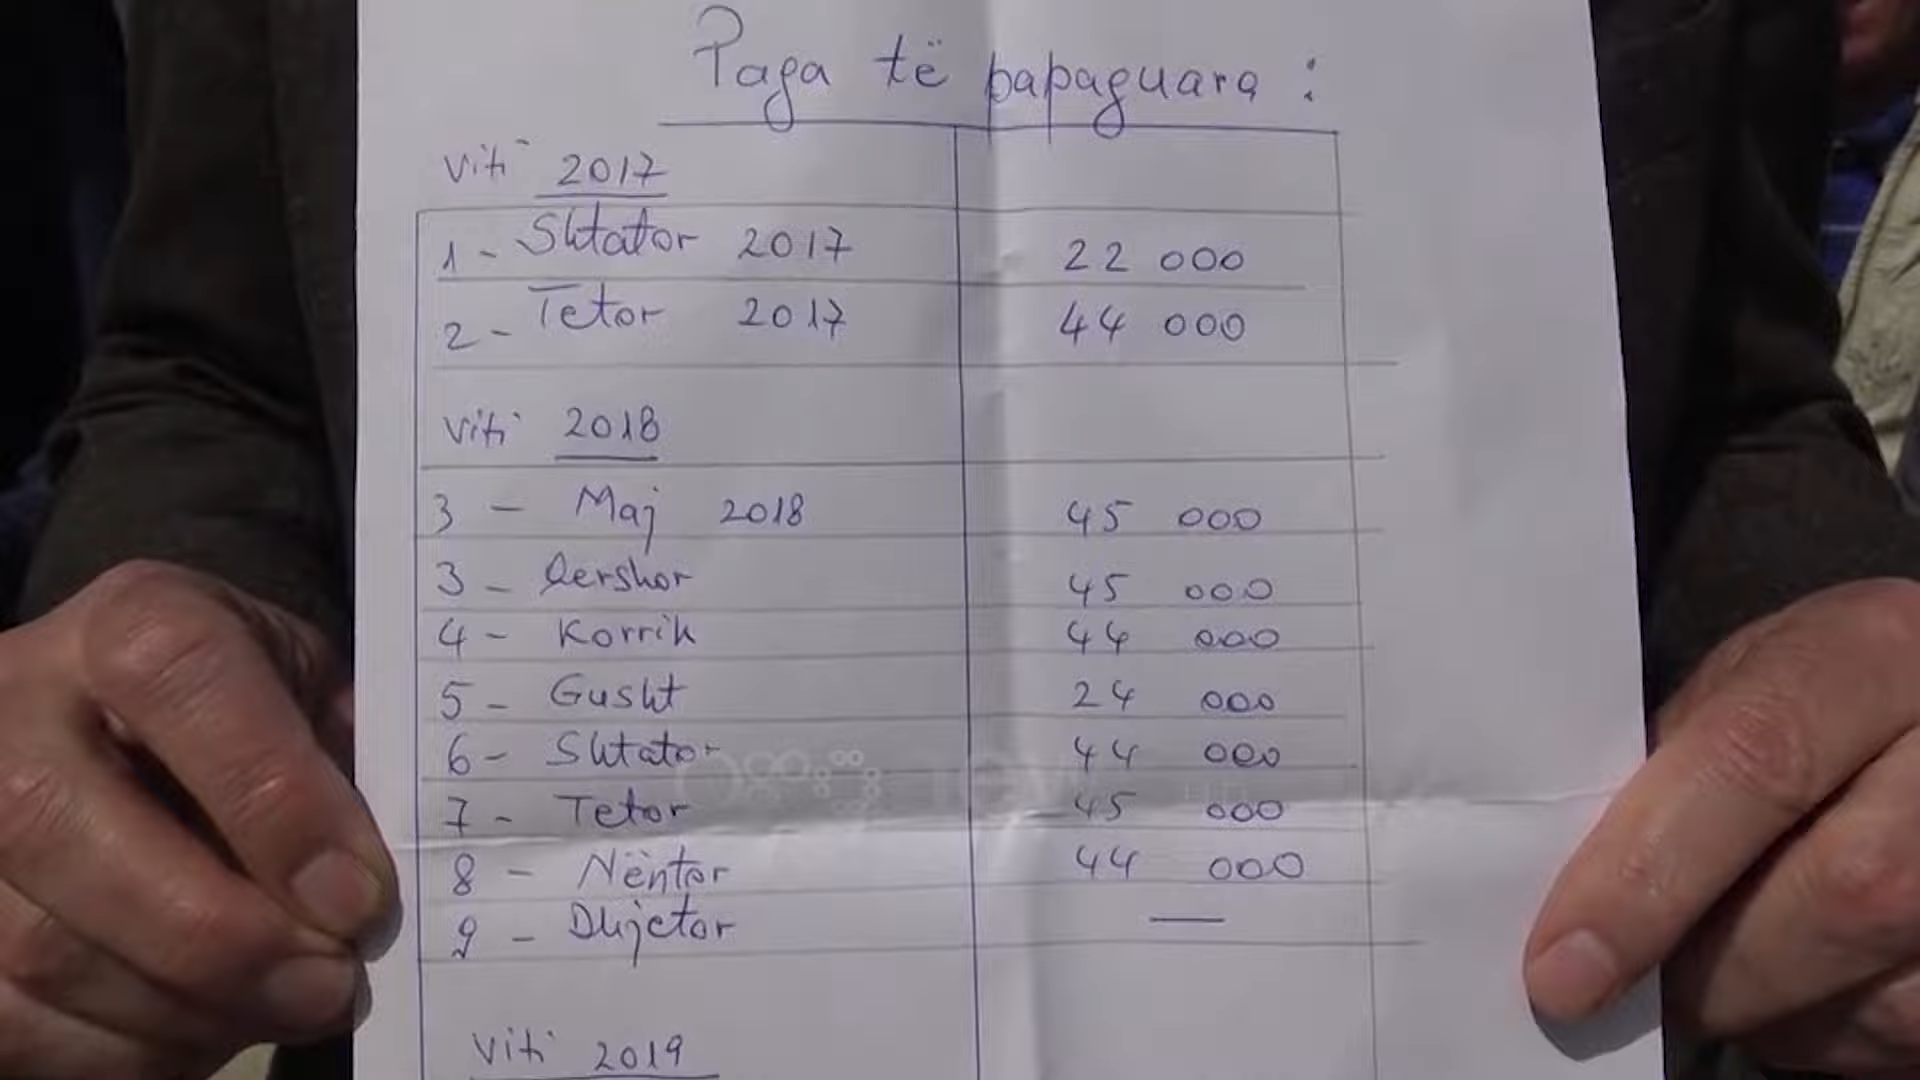 Paga të papaguara :
Viti 2017
1 - Shtator 2017 22 000
2 - Tetor 2017 44 000
Viti 2018
3 - Maj 2018 45 000
3 - Qershor 45 000
4 - Korrik 44 000
5 - Gusht 24 000
6 - Shtator 44 000
7 - Tetor 45 000
8 - Nëntor 44 000
9 - Dhjetor —
Viti 2019